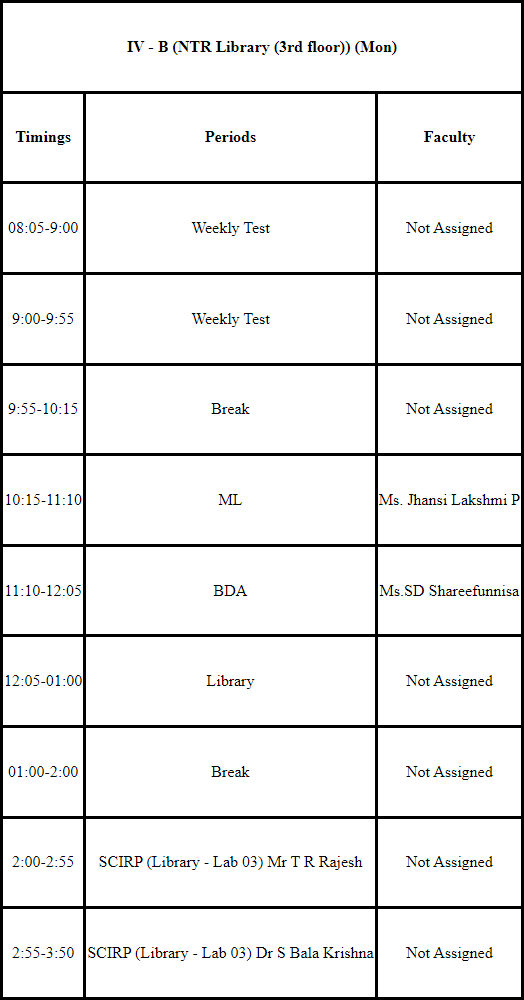 IV - B (NTR Library (3rd floor)) (Mon)
Timings Periods Faculty
08:05-9:00 Weekly Test Not Assigned
9:00-9:55 Weekly Test Not Assigned
9:55-10:15 Break Not Assigned
10:15-11:10 ML Ms. Jhansi Lakshmi P
11:10-12:05 BDA Ms.SD Shareefunnisa
12:05-01:00 Library Not Assigned
01:00-2:00 Break Not Assigned
2:00-2:55 SCIRP (Library - Lab 03) Mr T R Rajesh Not Assigned
2:55-3:50 SCIRP (Library - Lab 03) Dr S Bala Krishna Not Assigned